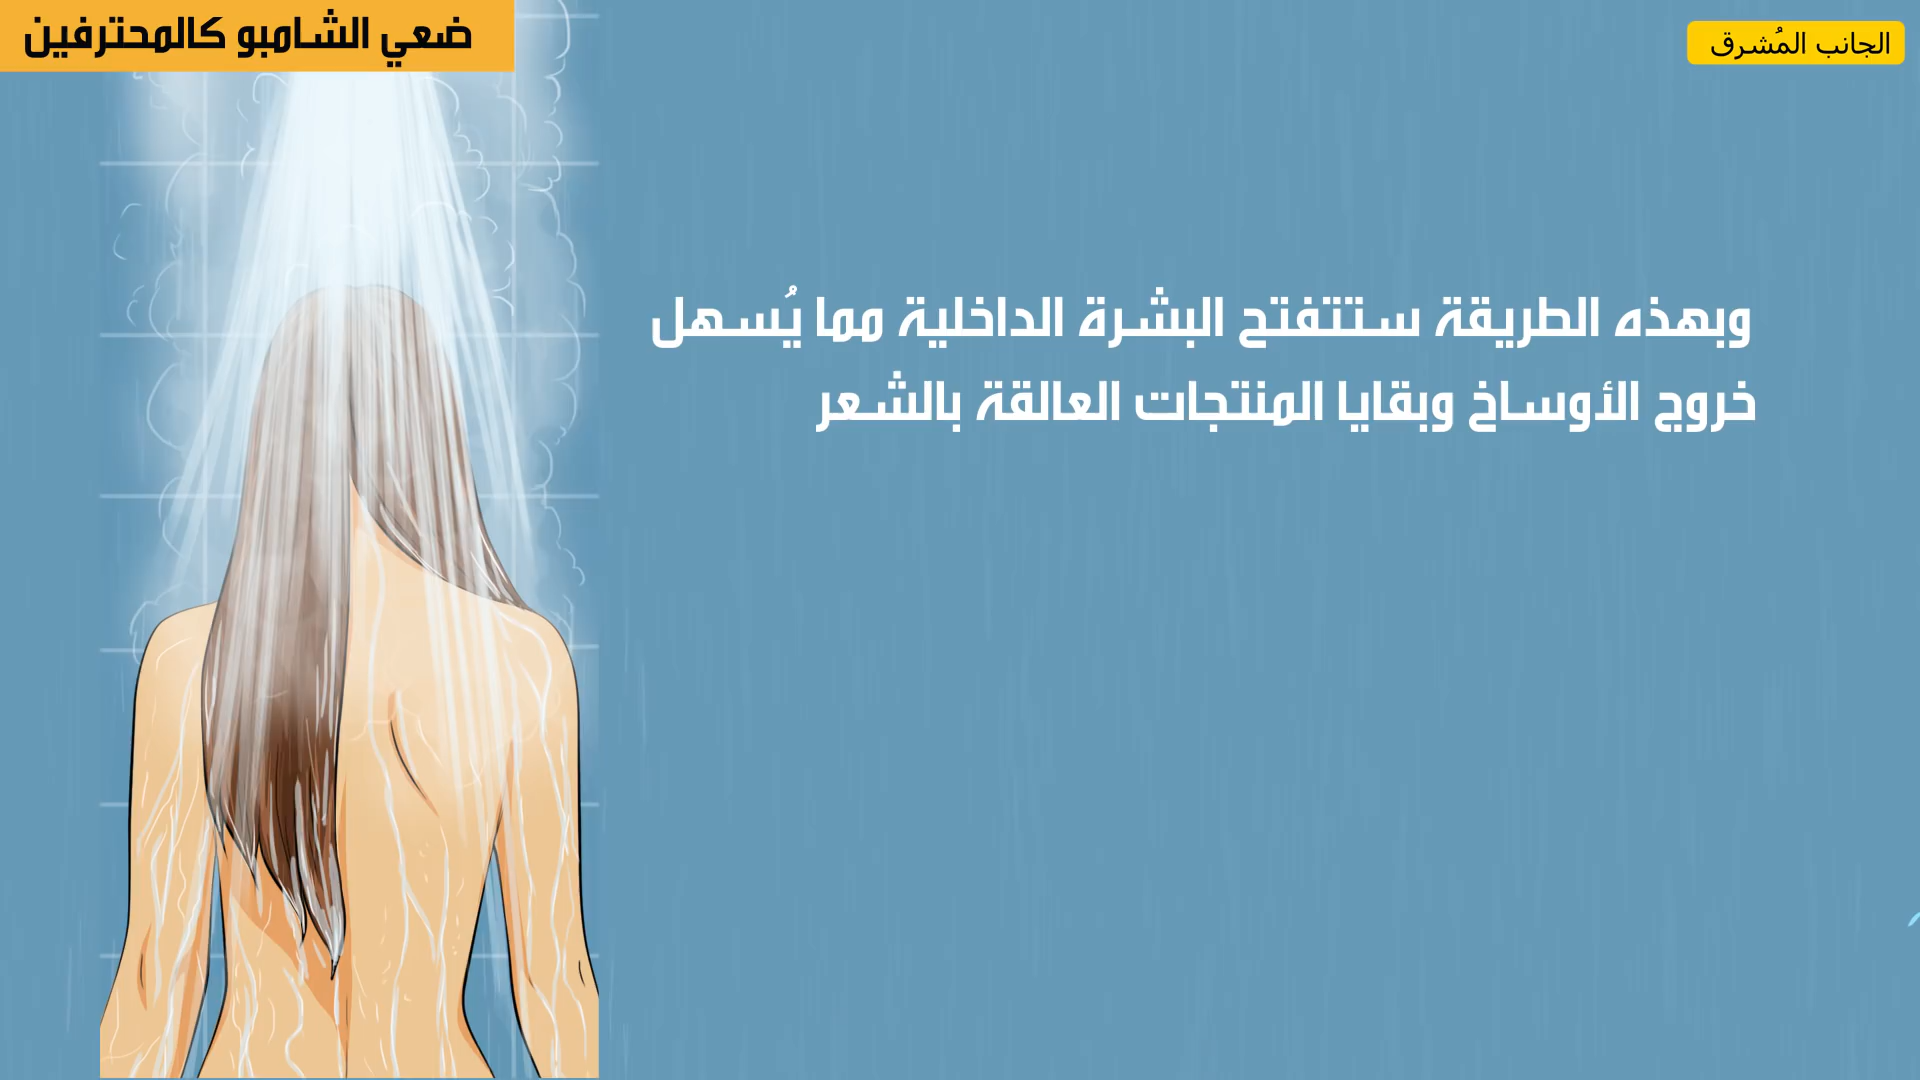 ضعي الشامبو كالمحترفين
الجانب المُشرق
وبهذه الطريقة ستتفتح البشرة الداخلية مما يُسهل
خروج الأوساخ وبقايا المنتجات العالقة بالشعر